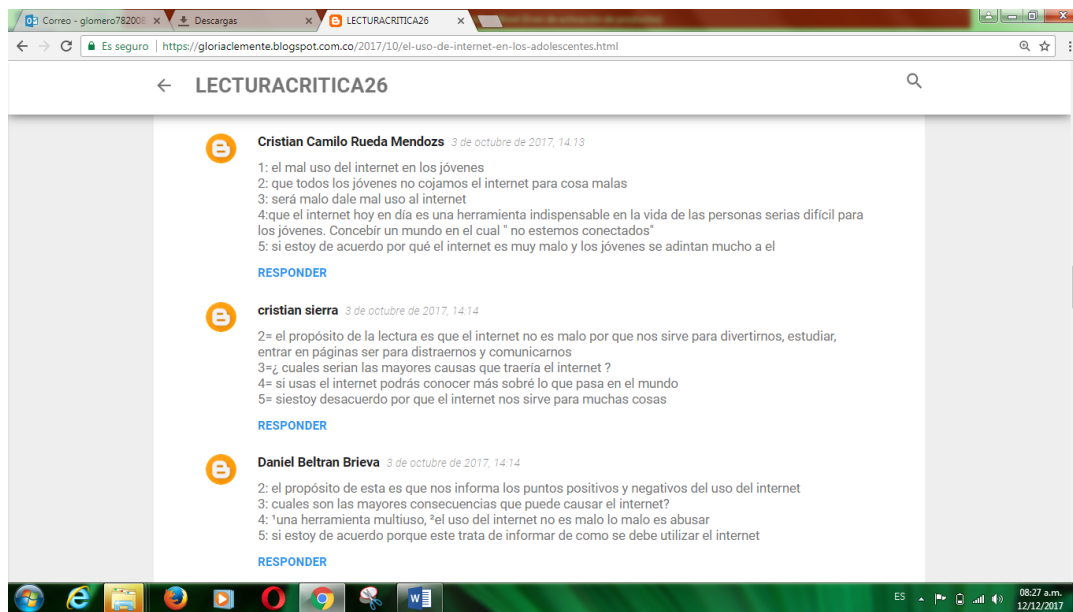 Correo - glomero782008
Descargas
LECTURACRITICA26
Es seguro | https://gloriaclemente.blogspot.com.co/2017/10/el-uso-de-internet-en-los-adolescentes.html
LECTURACRITICA26
Cristian Camilo Rueda Mendozs 3 de octubre de 2017, 14:13
1: el mal uso del internet en los jóvenes
2: que todos los jóvenes no cojamos el internet para cosa malas
3: será malo dale mal uso al internet
4:que el internet hoy en día es una herramienta indispensable en la vida de las personas serias difícil para
los jóvenes. Concebír un mundo en el cual " no estemos conectados"
5: si estoy de acuerdo por qué el internet es muy malo y los jóvenes se adintan mucho a el
RESPONDER
cristian sierra 3 de octubre de 2017, 14:14
2= el propósito de la lectura es que el internet no es malo por que nos sirve para divertirnos, estudiar,
entrar en páginas ser para distraernos y comunicarnos
3=¿ cuales serian las mayores causas que traería el internet ?
4= si usas el internet podrás conocer más sobré lo que pasa en el mundo
5= siestoy desacuerdo por que el internet nos sirve para muchas cosas
RESPONDER
Daniel Beltran Brieva 3 de octubre de 2017, 14:14
2: el propósito de esta es que nos informa los puntos positivos y negativos del uso del internet
3: cuales son las mayores consecuencias que puede causar el internet?
4: ¹una herramienta multiuso, ²el uso del internet no es malo lo malo es abusar
5: si estoy de acuerdo porque este trata de informar de como se debe utilizar el internet
RESPONDER
ES
08:27 a.m.
12/12/2017